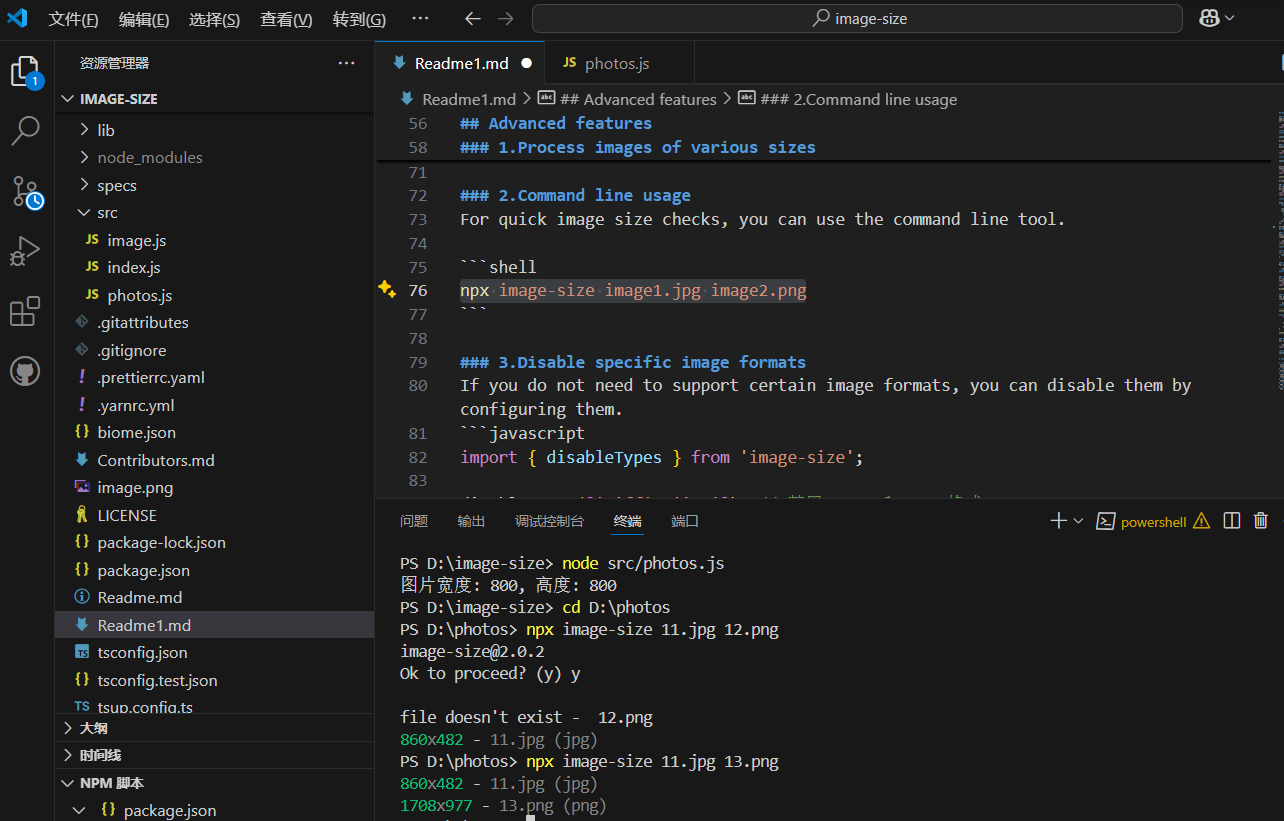 文件(F) 编辑(E) 选择(S) 查看(V) 转到(G) ··· image-size
资源管理器 ···
1
IMAGE-SIZE
lib
node_modules
specs
src
JS image.js
JS index.js
JS photos.js
.gitattributes
.gitignore
! .prettierrc.yaml
! .yarnrc.yml
{} biome.json
Contributors.md
image.png
LICENSE
{} package-lock.json
{} package.json
Readme.md
Readme1.md
TS tsconfig.json
{} tsconfig.test.json
TS tsup.config.ts
大纲
时间线
NPM 脚本
{} package.json
Readme1.md
JS photos.js
Readme1.md > abc ## Advanced features > abc ### 2.Command line usage
56 ## Advanced features
58 ### 1.Process images of various sizes
71
72 ### 2.Command line usage
73 For quick image size checks, you can use the command line tool.
74
75 ```shell
76 npx image-size image1.jpg image2.png
77 ```
78
79 ### 3.Disable specific image formats
80 If you do not need to support certain image formats, you can disable them by
configuring them.
81 ```javascript
82 import { disableTypes } from 'image-size';
83
问题 输出 调试控制台 终端 端口 powershell
PS D:\image-size> node src/photos.js
图片宽度: 800, 高度: 800
PS D:\image-size> cd D:\photos
PS D:\photos> npx image-size 11.jpg 12.png
image-size@2.0.2
Ok to proceed? (y) y
file doesn't exist -  12.png
860x482 - 11.jpg (jpg)
PS D:\photos> npx image-size 11.jpg 13.png
860x482 - 11.jpg (jpg)
1708x977 - 13.png (png)